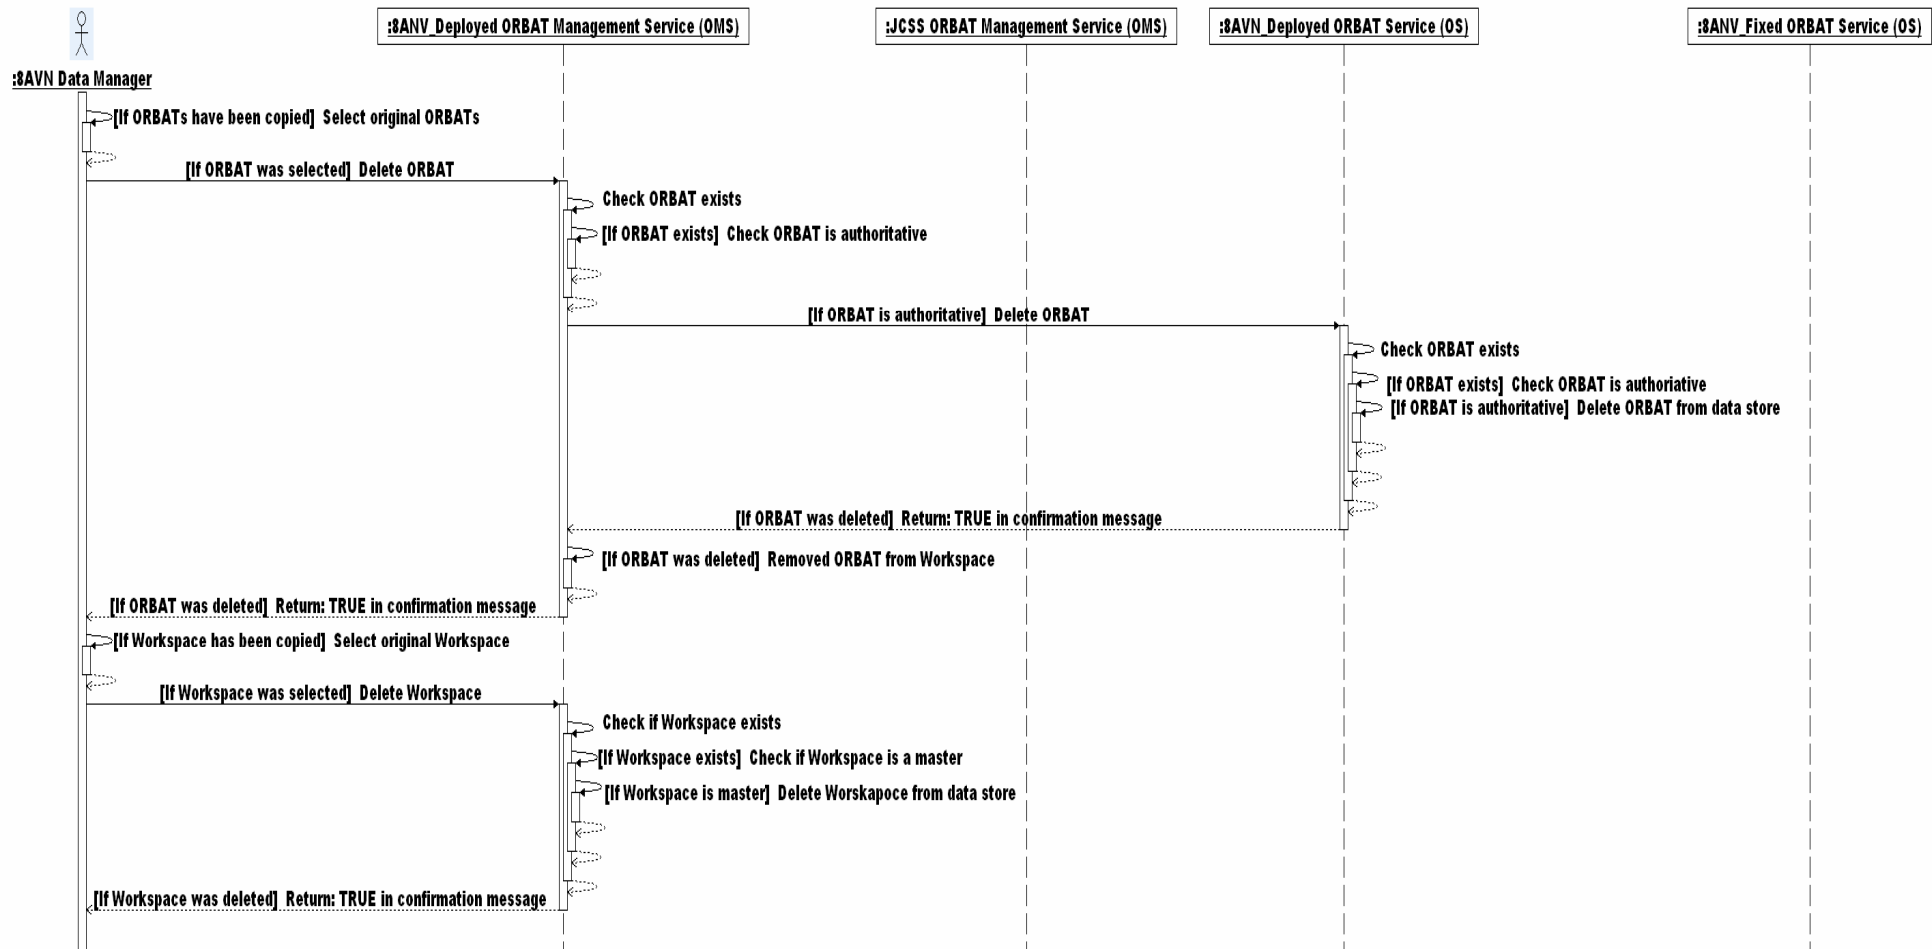 :8ANV_Deployed ORBAT Management Service (OMS)
:JCSS ORBAT Management Service (OMS)
:8AVN_Deployed ORBAT Service (OS)
:8ANV_Fixed ORBAT Service (OS)
:8AVN Data Manager
[If ORBATs have been copied] Select original ORBATs
[If ORBAT was selected] Delete ORBAT
Check ORBAT exists
[If ORBAT exists] Check ORBAT is authoritative
[If ORBAT is authoritative] Delete ORBAT
Check ORBAT exists
[If ORBAT exists] Check ORBAT is authoriative
[If ORBAT is authoritative] Delete ORBAT from data store
[If ORBAT was deleted] Return: TRUE in confirmation message
[If ORBAT was deleted] Removed ORBAT from Workspace
[If ORBAT was deleted] Return: TRUE in confirmation message
[If Workspace has been copied] Select original Workspace
[If Workspace was selected] Delete Workspace
Check if Workspace exists
[If Workspace exists] Check if Workspace is a master
[If Workspace is master] Delete Worskapoce from data store
[If Workspace was deleted] Return: TRUE in confirmation message